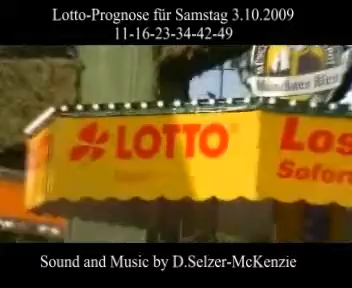 Lotto-Prognose für Samstag 3.10.2009
11-16-23-34-42-49
LOTTO
Los
Sofor
Sound and Music by D.Selzer-McKenzie